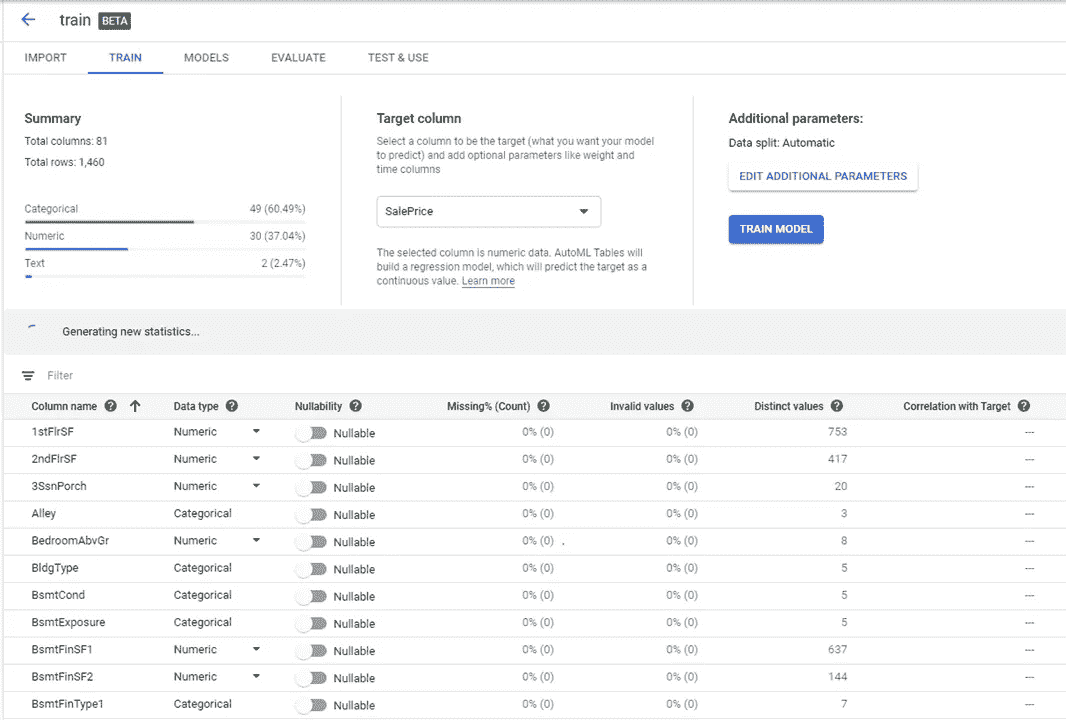 train BETA
IMPORT TRAIN MODELS EVALUATE TEST & USE
Summary
Total columns: 81
Total rows: 1,460
Categorical 49 (60.49%)
Numeric 30 (37.04%)
Text 2 (2.47%)
Target column
Select a column to be the target (what you want your model
to predict) and add optional parameters like weight and
time columns
SalePrice
The selected column is numeric data. AutoML Tables will
build a regression model, which will predict the target as a
continuous value. Learn more
Additional parameters:
Data split: Automatic
EDIT ADDITIONAL PARAMETERS
TRAIN MODEL
Generating new statistics...
Filter
Column name Data type Nullability Missing% (Count) Invalid values Distinct values Correlation with Target
1stFlrSF Numeric Nullable 0% (0) 0% (0) 753 ---
2ndFlrSF Numeric Nullable 0% (0) 0% (0) 417 ---
3SsnPorch Numeric Nullable 0% (0) 0% (0) 20 ---
Alley Categorical Nullable 0% (0) 0% (0) 3 ---
BedroomAbvGr Numeric Nullable 0% (0) 0% (0) 8 ---
BldgType Categorical Nullable 0% (0) 0% (0) 5 ---
BsmtCond Categorical Nullable 0% (0) 0% (0) 5 ---
BsmtExposure Categorical Nullable 0% (0) 0% (0) 5 ---
BsmtFinSF1 Numeric Nullable 0% (0) 0% (0) 637 ---
BsmtFinSF2 Numeric Nullable 0% (0) 0% (0) 144 ---
BsmtFinType1 Categorical Nullable 0% (0) 0% (0) 7 ---